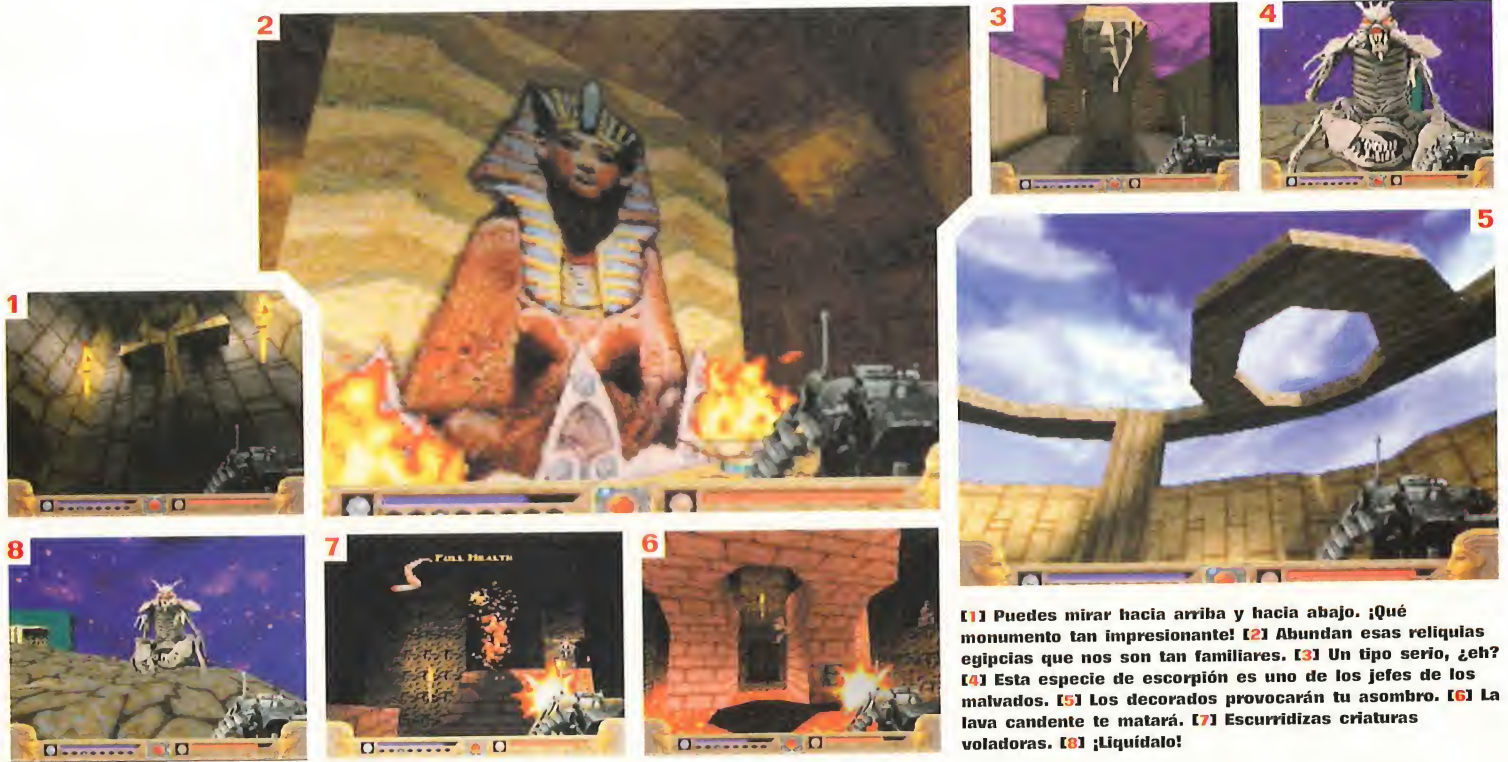 2
3
4
5
1
8
7
FULL HEALTH
6
[1] Puedes mirar hacia arriba y hacia abajo. ¡Qué
monumento tan impresionante! [2] Abundan esas reliquias
egipcias que nos son tan familiares. [3] Un tipo serio, ¿eh?
[4] Esta especie de escorpión es uno de los jefes de los
malvados. [5] Los decorados provocarán tu asombro. [6] La
lava candente te matará. [7] Escurridizas criaturas
voladoras. [8] ¡Liquídalo!